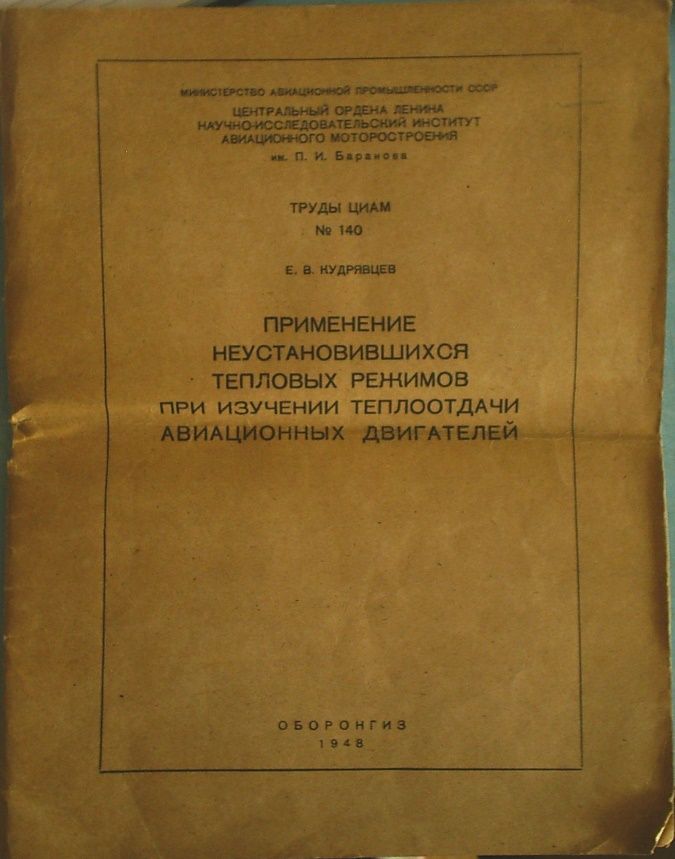 МИНИСТЕРСТВО АВИАЦИОННОЙ ПРОМЫШЛЕННОСТИ СССР
ЦЕНТРАЛЬНЫЙ ОРДЕНА ЛЕНИНА
НАУЧНО-ИССЛЕДОВАТЕЛЬСКИЙ ИНСТИТУТ
АВИАЦИОННОГО МОТОРОСТРОЕНИЯ
им. П. И. Баранова
ТРУДЫ ЦИАМ
№ 140
Е. В. КУДРЯВЦЕВ
ПРИМЕНЕНИЕ
НЕУСТАНОВИВШИХСЯ
ТЕПЛОВЫХ РЕЖИМОВ
ПРИ ИЗУЧЕНИИ ТЕПЛООТДАЧИ
АВИАЦИОННЫХ ДВИГАТЕЛЕЙ
ОБОРОНГИЗ
1948